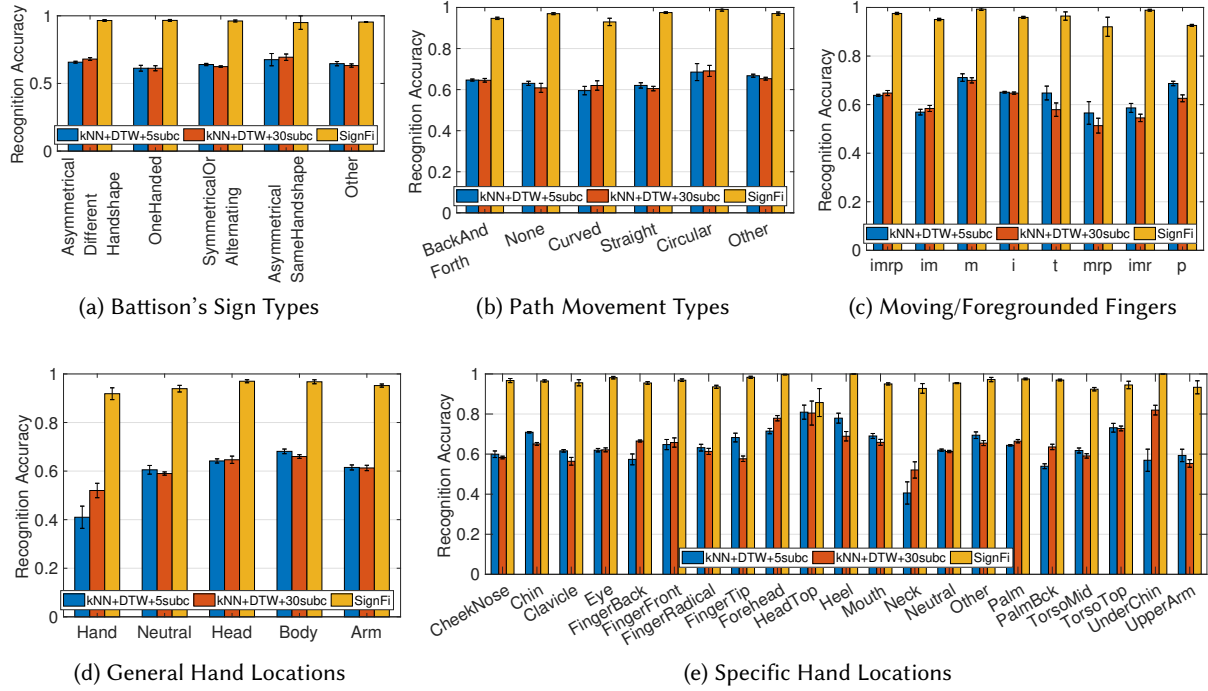 Recognition Accuracy
1
0.5
0
kNN+DTW+5subc kNN+DTW+30subc SignFi
Asymmetrical
Different
Handshape
OneHanded
SymmetricalOr
Alternating
Asymmetrical
SameHandshape
Other
(a) Battison's Sign Types
Recognition Accuracy
1
0.8
0.6
0.4
0.2
0
kNN+DTW+5subc kNN+DTW+30subc SignFi
BackAnd
Forth
None
Curved
Straight
Circular
Other
(b) Path Movement Types
Recognition Accuracy
1
0.8
0.6
0.4
0.2
0
kNN+DTW+5subc kNN+DTW+30subc SignFi
imrp im m i t mrp imr p
(c) Moving/Foregrounded Fingers
Recognition Accuracy
1
0.8
0.6
0.4
0.2
0
kNN+DTW+5subc kNN+DTW+30subc SignFi
Hand Neutral Head Body Arm
(d) General Hand Locations
Recognition Accuracy
1
0.8
0.6
0.4
0.2
0
kNN+DTW+5subc kNN+DTW+30subc SignFi
CheekNose
Chin
Clavicle
Eye
FingerBack
FingerFront
FingerRadical
FingerTip
Forehead
HeadTop
Heel
Mouth
Neck
Neutral
Other
Palm
PalmBck
TorsoMid
TorsoTop
UnderChin
UpperArm
(e) Specific Hand Locations